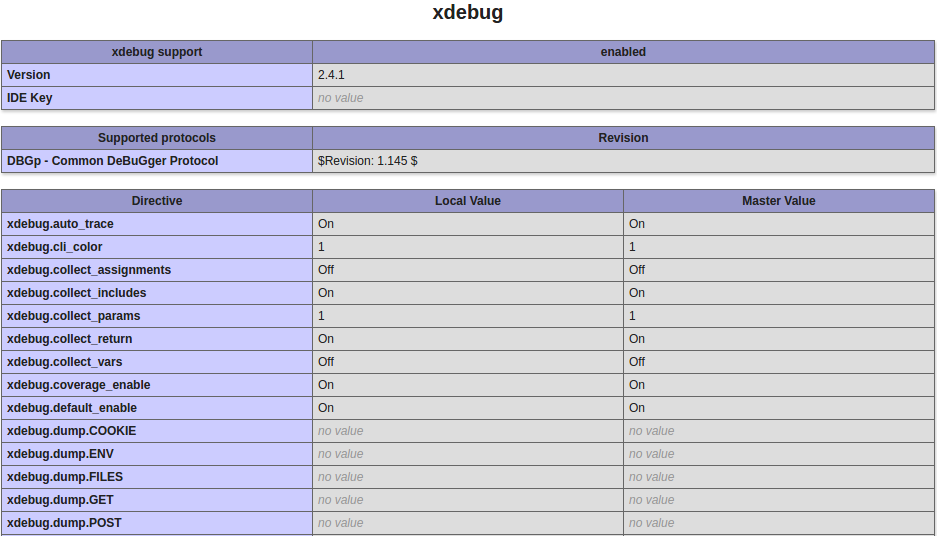 xdebug
xdebug support enabled
Version 2.4.1
IDE Key no value
Supported protocols Revision
DBGp - Common DeBuGger Protocol $Revision: 1.145 $
Directive Local Value Master Value
xdebug.auto_trace On On
xdebug.cli_color 1 1
xdebug.collect_assignments Off Off
xdebug.collect_includes On On
xdebug.collect_params 1 1
xdebug.collect_return On On
xdebug.collect_vars Off Off
xdebug.coverage_enable On On
xdebug.default_enable On On
xdebug.dump.COOKIE no value no value
xdebug.dump.ENV no value no value
xdebug.dump.FILES no value no value
xdebug.dump.GET no value no value
xdebug.dump.POST no value no value